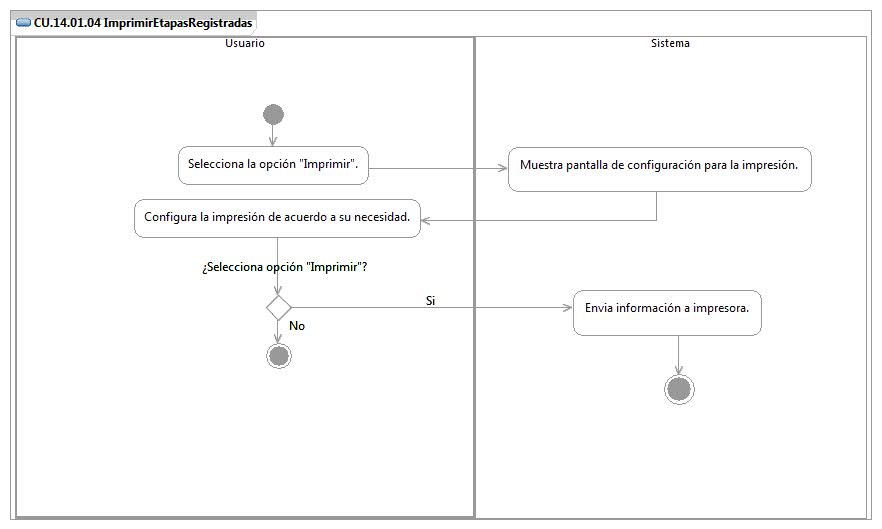 CU.14.01.04 ImprimirEtapasRegistradas
Usuario
Sistema
Selecciona la opción "Imprimir".
Muestra pantalla de configuración para la impresión.
Configura la impresión de acuerdo a su necesidad.
¿Selecciona opción "Imprimir"?
Si
Envia información a impresora.
No